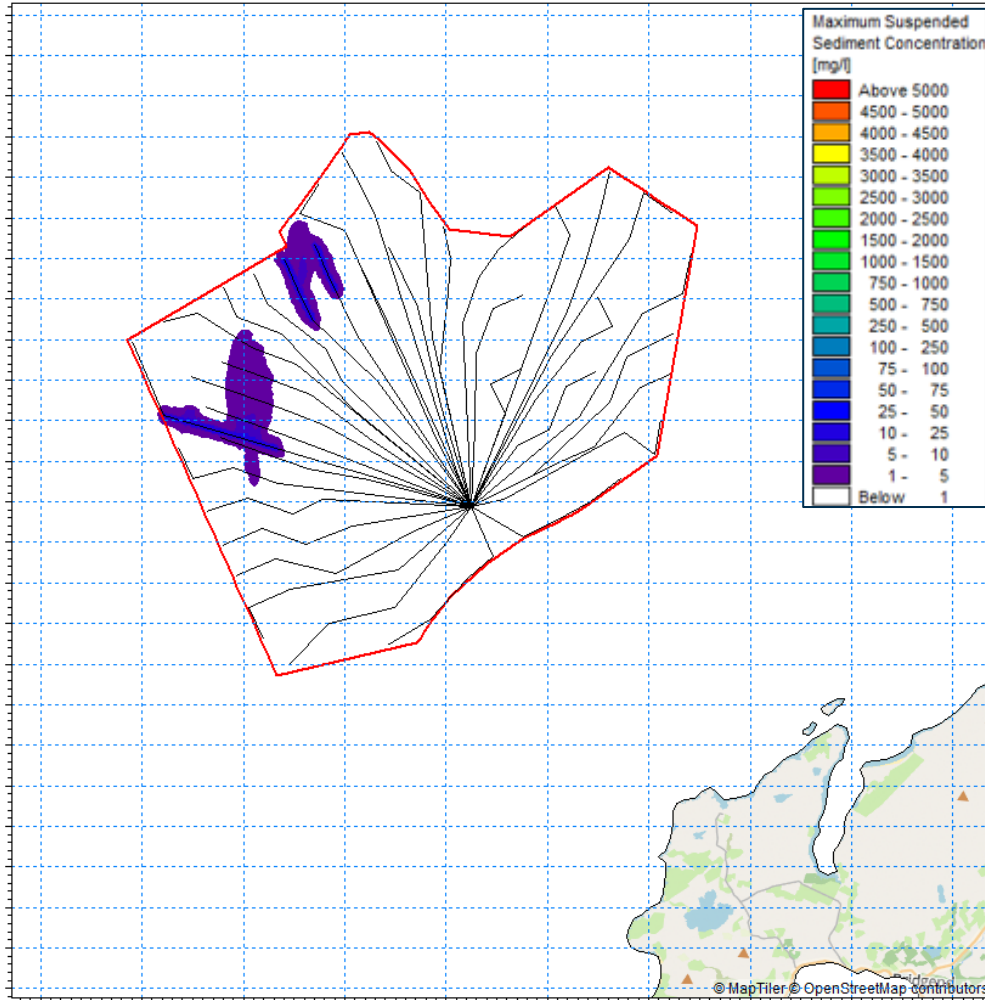 Maximum Suspended
Sediment Concentration
[mg/l]
Above 5000
4500 - 5000
4000 - 4500
3500 - 4000
3000 - 3500
2500 - 3000
2000 - 2500
1500 - 2000
1000 - 1500
750 - 1000
500 - 750
250 - 500
100 - 250
75 - 100
50 - 75
25 - 50
10 - 25
5 - 10
1 - 5
Below 1
© MapTiler © OpenStreetMap contributors